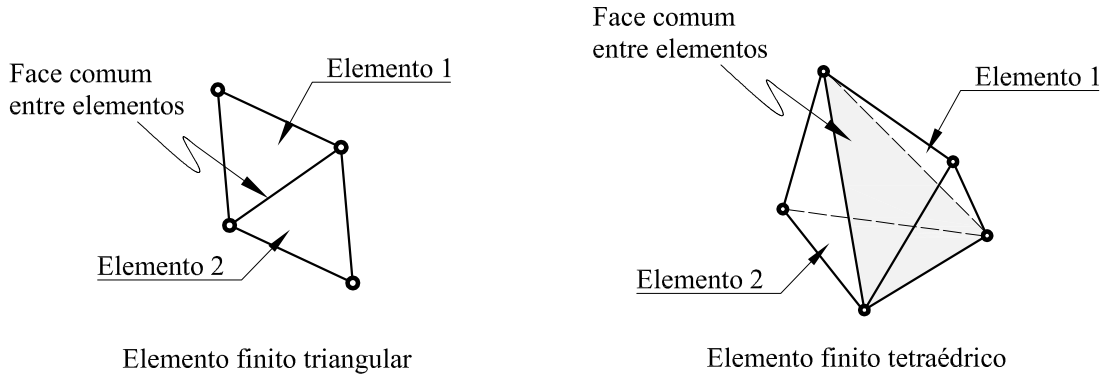 Face comum
entre elementos
Elemento 1
Elemento 2
Elemento finito triangular
Face comum
entre elementos
Elemento 1
Elemento 2
Elemento finito tetraédrico